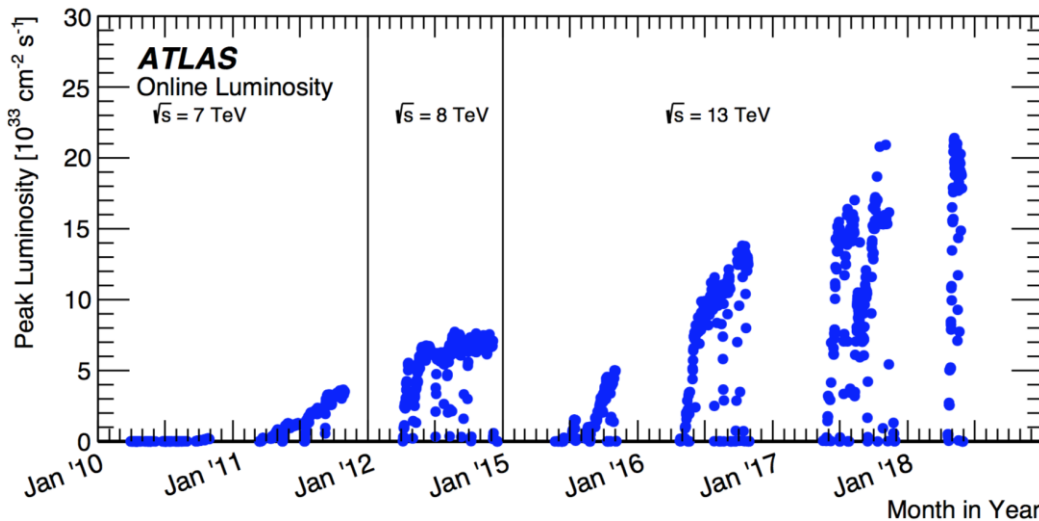 ATLAS
Online Luminosity
√s = 7 TeV
√s = 8 TeV
√s = 13 TeV
Peak Luminosity [10³³ cm⁻² s⁻¹]
30
25
20
15
10
5
0
Jan '10
Jan '11
Jan '12
Jan '15
Jan '16
Jan '17
Jan '18
Month in Year